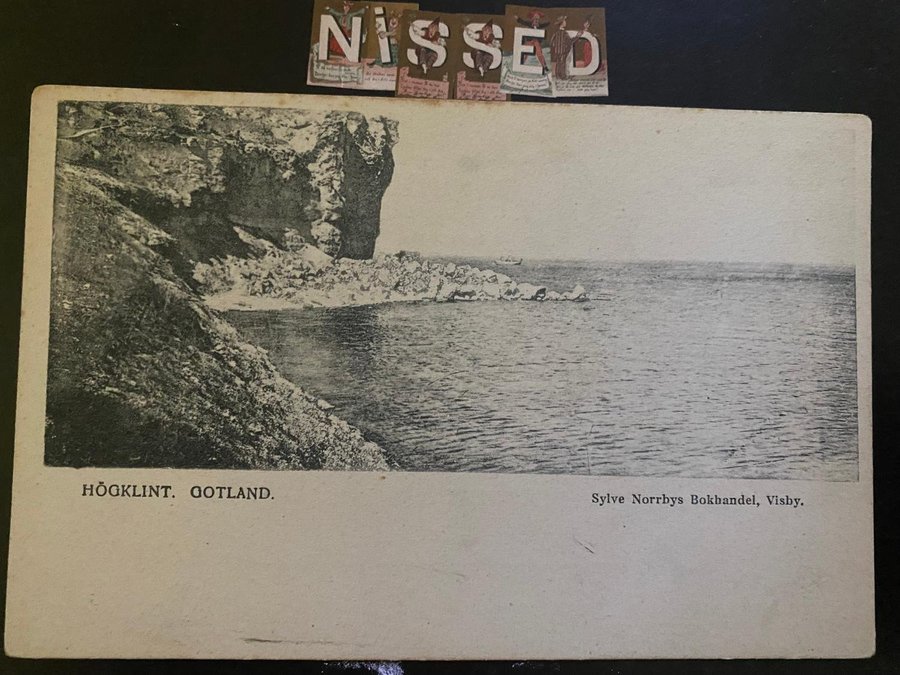 NiSSED
HÖGKLINT. GOTLAND.
Sylve Norrbys Bokhandel, Visby.